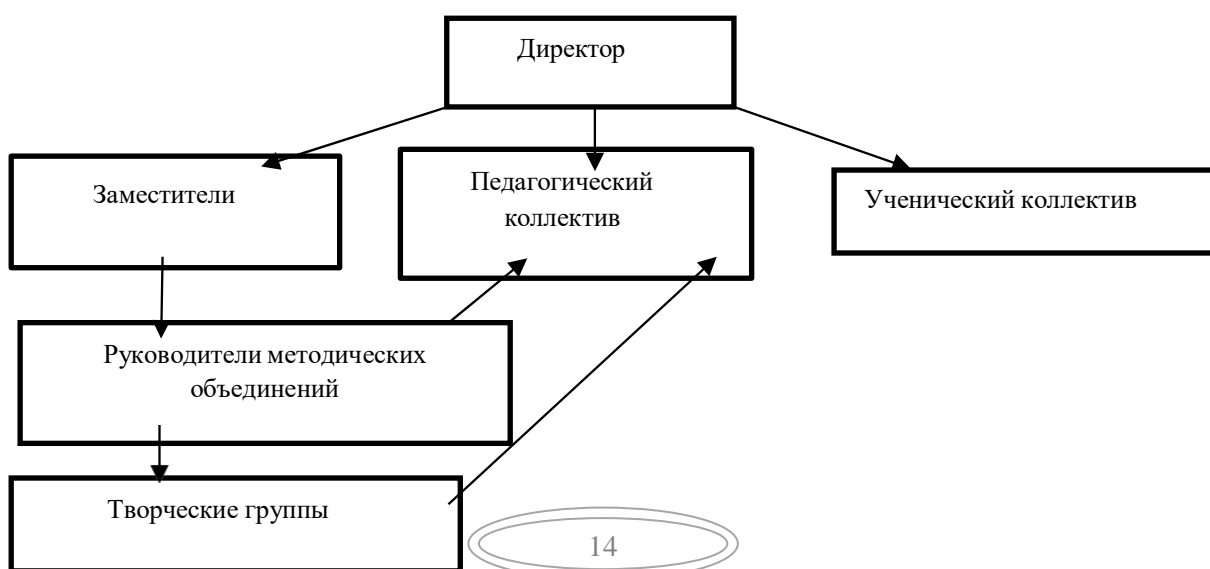 Директор
Заместители
Педагогический
коллектив
Ученический коллектив
Руководители методических
объединений
Творческие группы
14